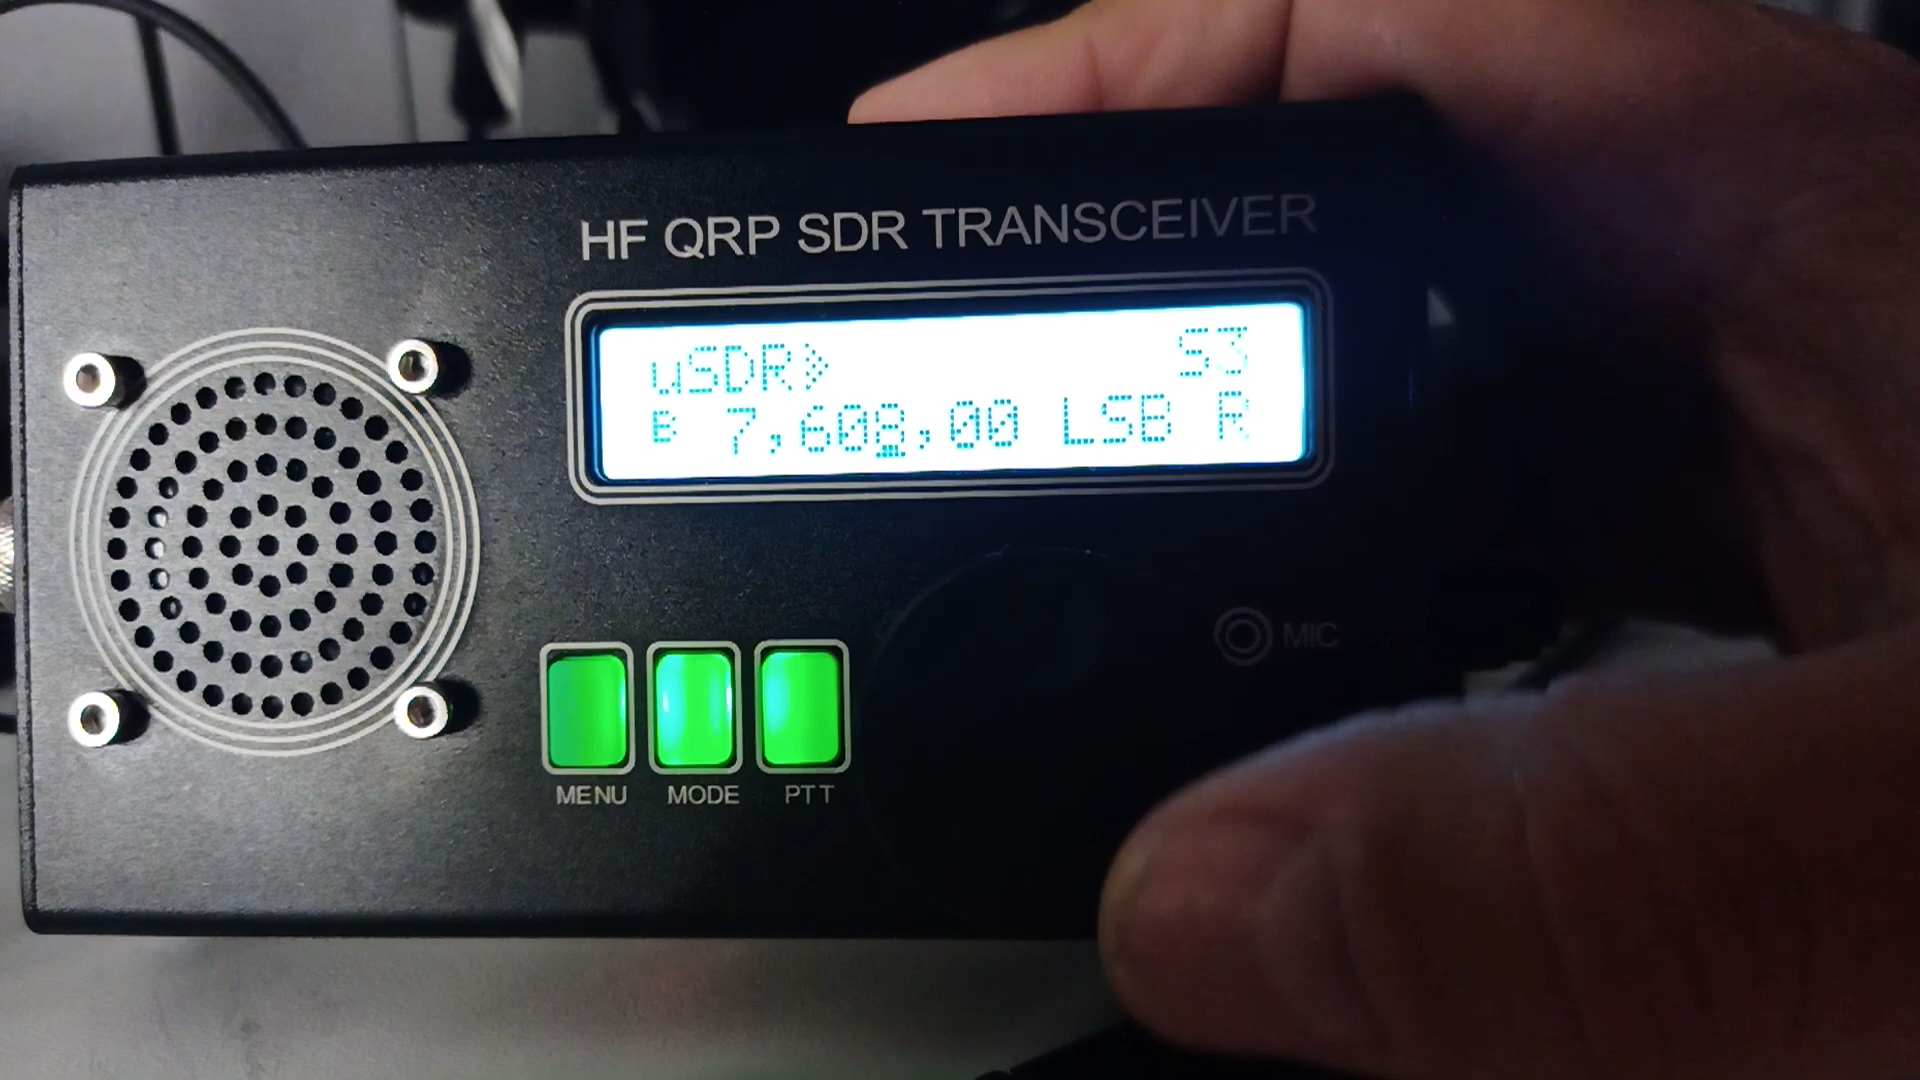 HF QRP SDR TRANSCEIVER
uSDR» S3
B 7,608,00 LSB R
MIC
MENU MODE PTT